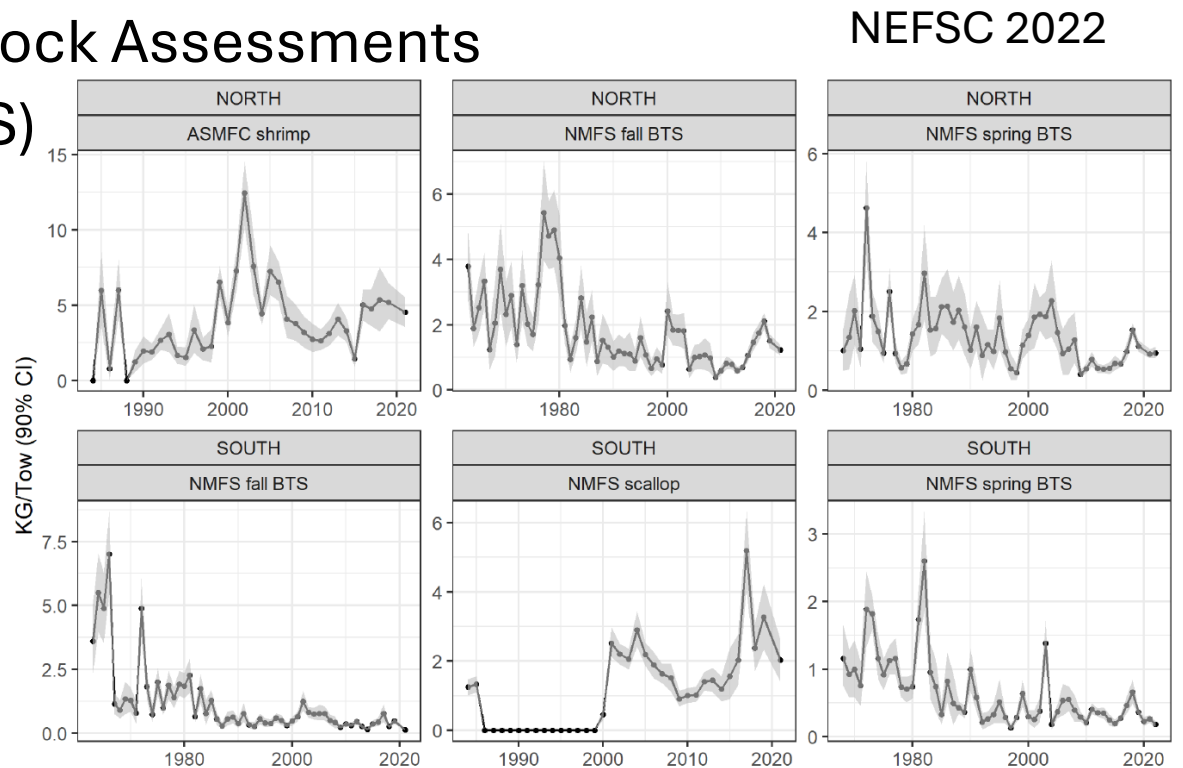 ock Assessments
NEFSC 2022
S)
KG/Tow (90% CI)
NORTH
ASMFC shrimp
15
10
5
0
1990 2000 2010 2020
NORTH
NMFS fall BTS
6
4
2
0
1980 2000 2020
NORTH
NMFS spring BTS
6
4
2
0
1980 2000 2020
SOUTH
NMFS fall BTS
7.5
5.0
2.5
0.0
1980 2000 2020
SOUTH
NMFS scallop
6
4
2
0
1990 2000 2010 2020
SOUTH
NMFS spring BTS
3
2
1
0
1980 2000 2020